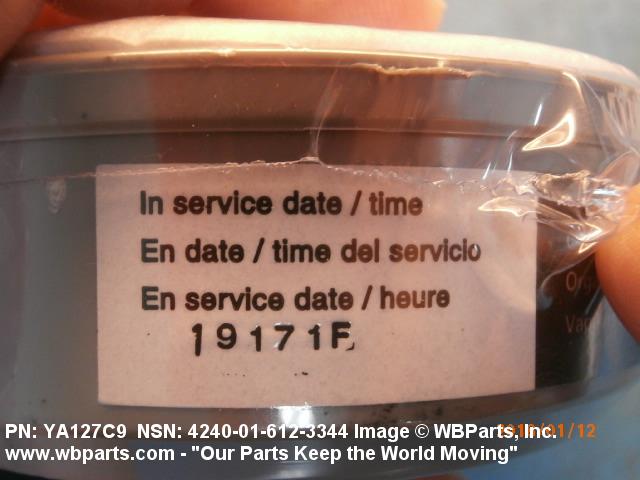 In service date / time
En date / time del servicio
En service date / heure
19171F
PN: YA127C9 NSN: 4240-01-612-3344 Image © WBParts, Inc.
www.wbparts.com - "Our Parts Keep the World Moving"